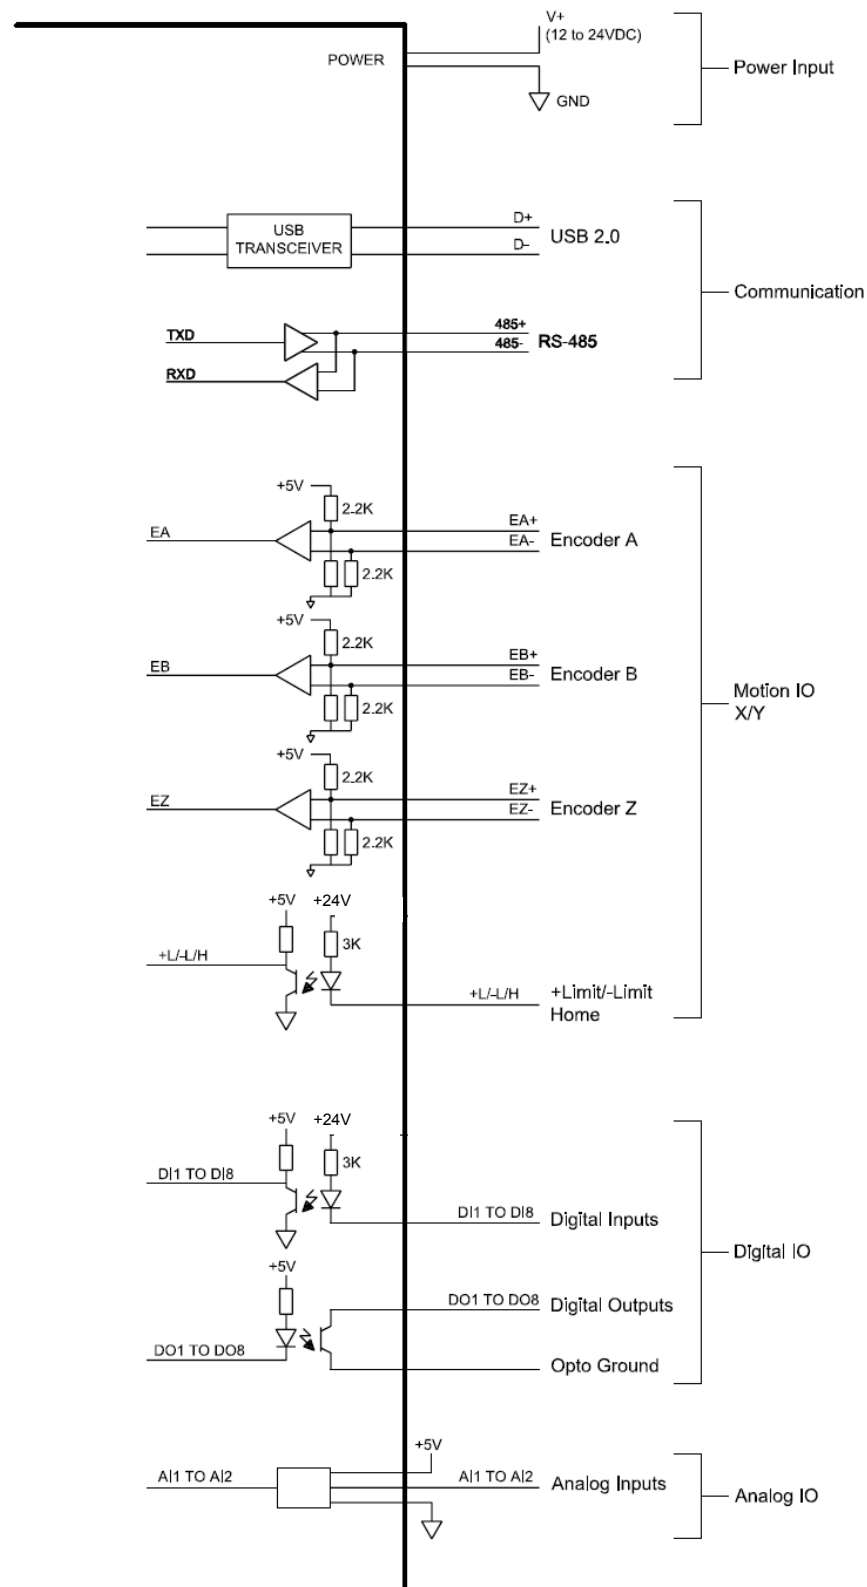 V+
(12 to 24VDC)
POWER
Power Input
GND
D+
USB
TRANSCEIVER
USB 2.0
D-
Communication
TXD
485+
485-
RS-485
RXD
+5V
2.2K
EA
EA+
EA-
Encoder A
2.2K
+5V
2.2K
EB
EB+
EB-
Encoder B
2.2K
Motion IO
X/Y
+5V
2.2K
EZ
EZ+
EZ-
Encoder Z
2.2K
+5V
+24V
3K
+L/-L/H
+L/-L/H
+Limit/-Limit
Home
+5V
+24V
3K
DI1 TO DI8
DI1 TO DI8
Digital Inputs
Digital IO
+5V
DO1 TO DO8
Digital Outputs
DO1 TO DO8
Opto Ground
+5V
AI1 TO AI2
AI1 TO AI2
Analog Inputs
Analog IO